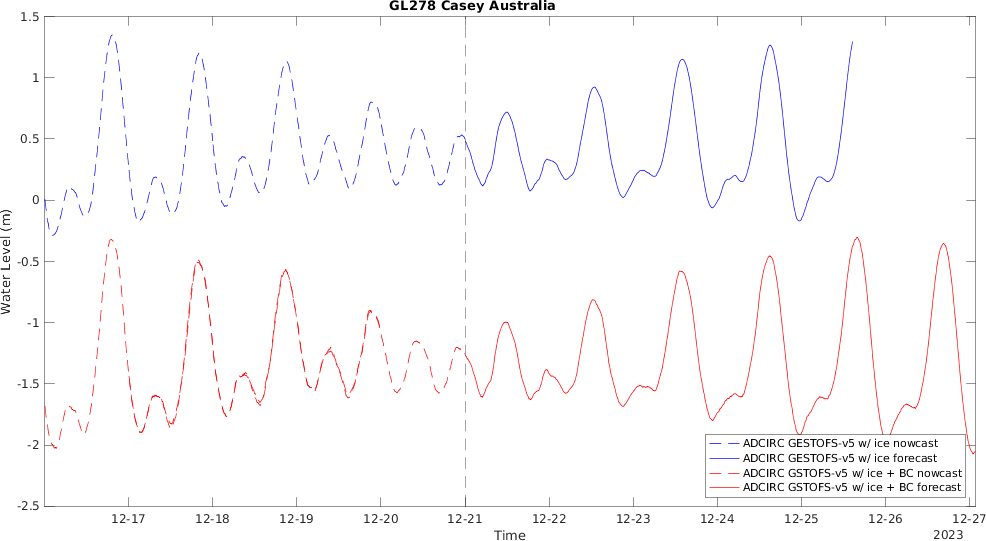 GL278 Casey Australia
1.5
1
0.5
0
-0.5
-1
-1.5
-2
-2.5
Water Level (m)
ADCIRC GESTOFS-v5 w/ ice nowcast
ADCIRC GESTOFS-v5 w/ ice forecast
ADCIRC GSTOFS-v5 w/ ice + BC nowcast
ADCIRC GSTOFS-v5 w/ ice + BC forecast
12-17 12-18 12-19 12-20 12-21 12-22 12-23 12-24 12-25 12-26 12-27
Time
2023